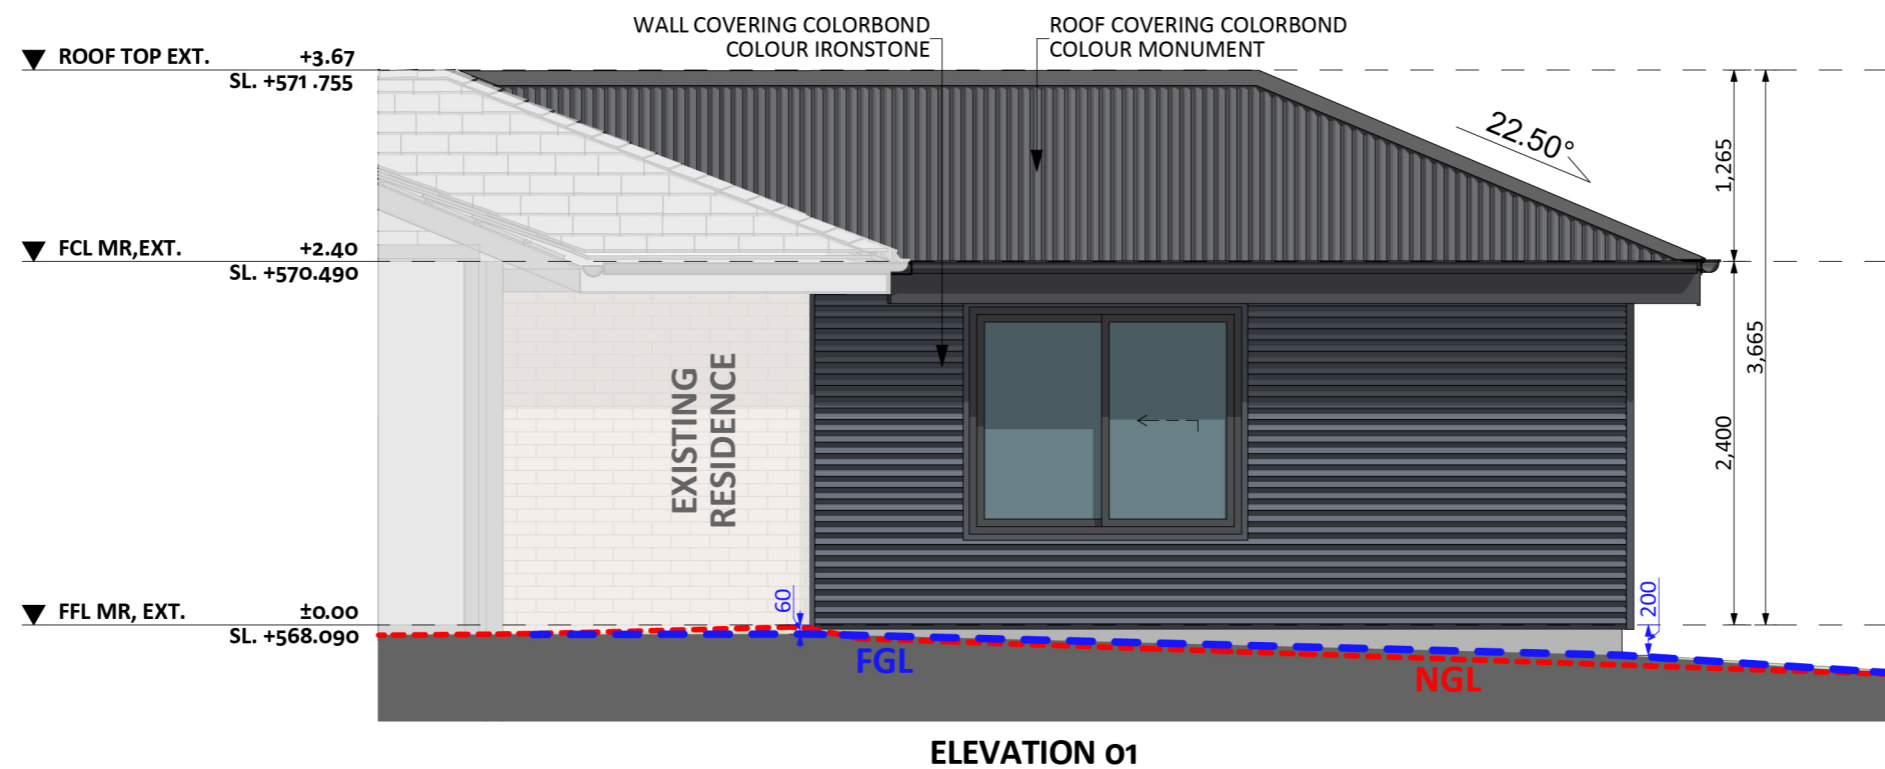 WALL COVERING COLORBOND
COLOUR IRONSTONE
ROOF COVERING COLORBOND
COLOUR MONUMENT
ROOF TOP EXT. +3.67
SL. +571.755
22.50°
1,265
FCL MR,EXT. +2.40
SL. +570.490
EXISTING
RESIDENCE
3,665
2,400
60
200
FFL MR, EXT. ±0.00
SL. +568.090
FGL
NGL
ELEVATION 01